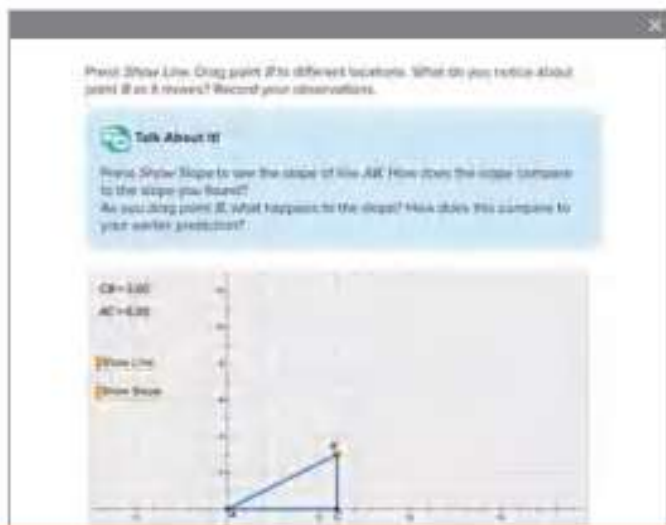 Press Show Line. Drag point B to different locations. What do you notice about
point B as it moves? Record your observations.
Talk About It!
Press Show Slope to see the slope of line AB. How does the slope compare
to the slope you found?
As you drag point B, what happens to the slope? How does this compare to
your earlier prediction?
Show Line
Show Slope
B
A
C